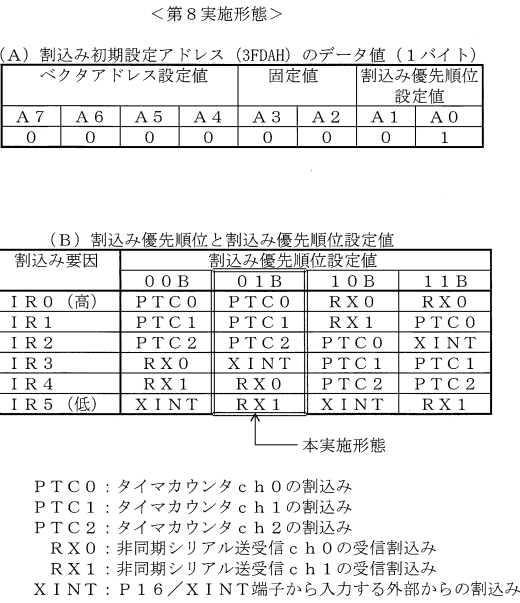 ＜第８実施形態＞
（Ａ）割込み初期設定アドレス（3FDAH）のデータ値（１バイト）
ベクタアドレス設定値 固定値 割込み優先順位設定値
Ａ７ Ａ６ Ａ５ Ａ４ Ａ３ Ａ２ Ａ１ Ａ０
０ ０ ０ ０ ０ ０ ０ １
（Ｂ）割込み優先順位と割込み優先順位設定値
割込み要因 割込み優先順位設定値
００Ｂ ０１Ｂ １０Ｂ １１Ｂ
ＩＲ０（高） ＰＴＣ０ ＰＴＣ０ ＲＸ０ ＲＸ０
ＩＲ１ ＰＴＣ１ ＰＴＣ１ ＲＸ１ ＰＴＣ０
ＩＲ２ ＰＴＣ２ ＰＴＣ２ ＰＴＣ０ ＸＩＮＴ
ＩＲ３ ＲＸ０ ＸＩＮＴ ＰＴＣ１ ＰＴＣ１
ＩＲ４ ＲＸ１ ＲＸ０ ＰＴＣ２ ＰＴＣ２
ＩＲ５（低） ＸＩＮＴ ＲＸ１ ＸＩＮＴ ＲＸ１
本実施形態
ＰＴＣ０：タイマカウンタｃｈ０の割込み
ＰＴＣ１：タイマカウンタｃｈ１の割込み
ＰＴＣ２：タイマカウンタｃｈ２の割込み
ＲＸ０：非同期シリアル送受信ｃｈ０の受信割込み
ＲＸ１：非同期シリアル送受信ｃｈ１の受信割込み
ＸＩＮＴ：Ｐ１６／ＸＩＮＴ端子から入力する外部からの割込み